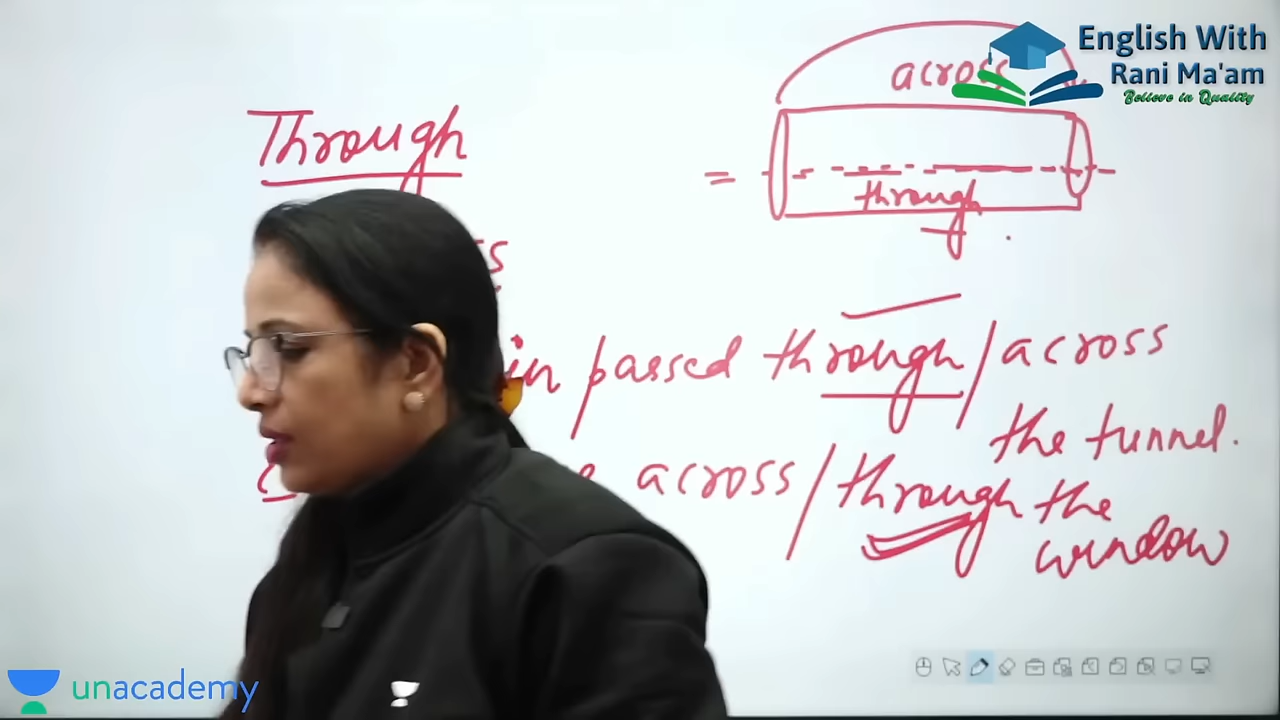 English With
Rani Ma'am
Believe in Quality
across
Through
=
through
passed through / across
the tunnel.
across / through the
window
unacademy